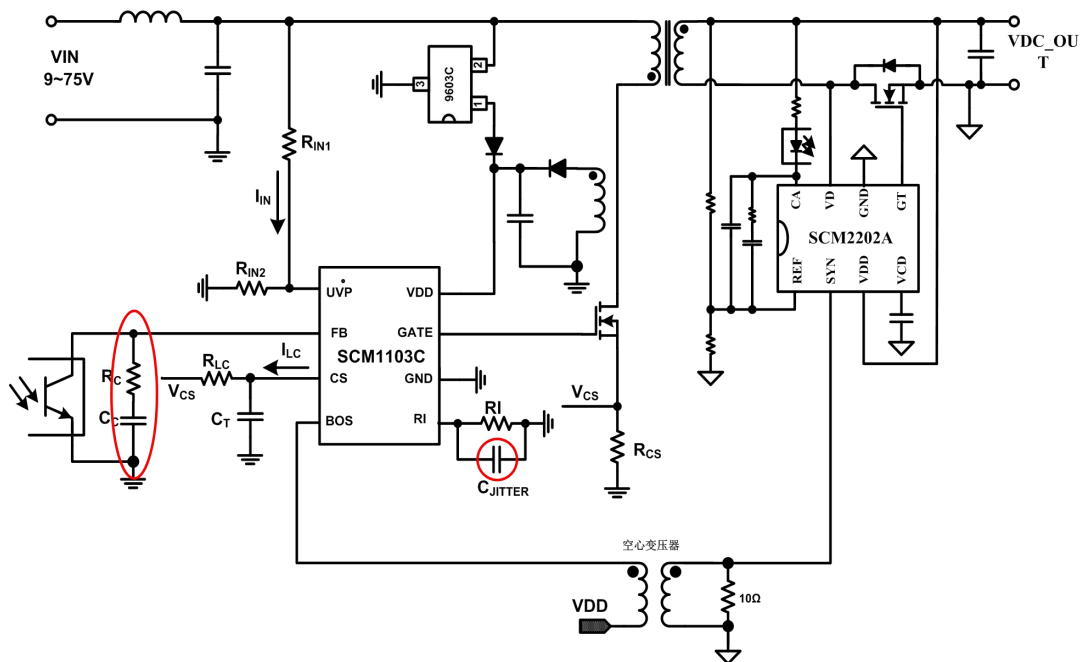 VIN
9~75V
VDC_OU
T
3
9603C
2
1
RIN1
IIN
RIN2
UVP
VDD
FB
GATE
SCM1103C
CS
GND
BOS
RI
RLC
ILC
VCS
CT
RC
CC
RI
CJITTER
VCS
RCS
CA
VD
GND
GT
SCM2202A
REF
SYN
VDD
VCD
空心变压器
VDD
10Ω